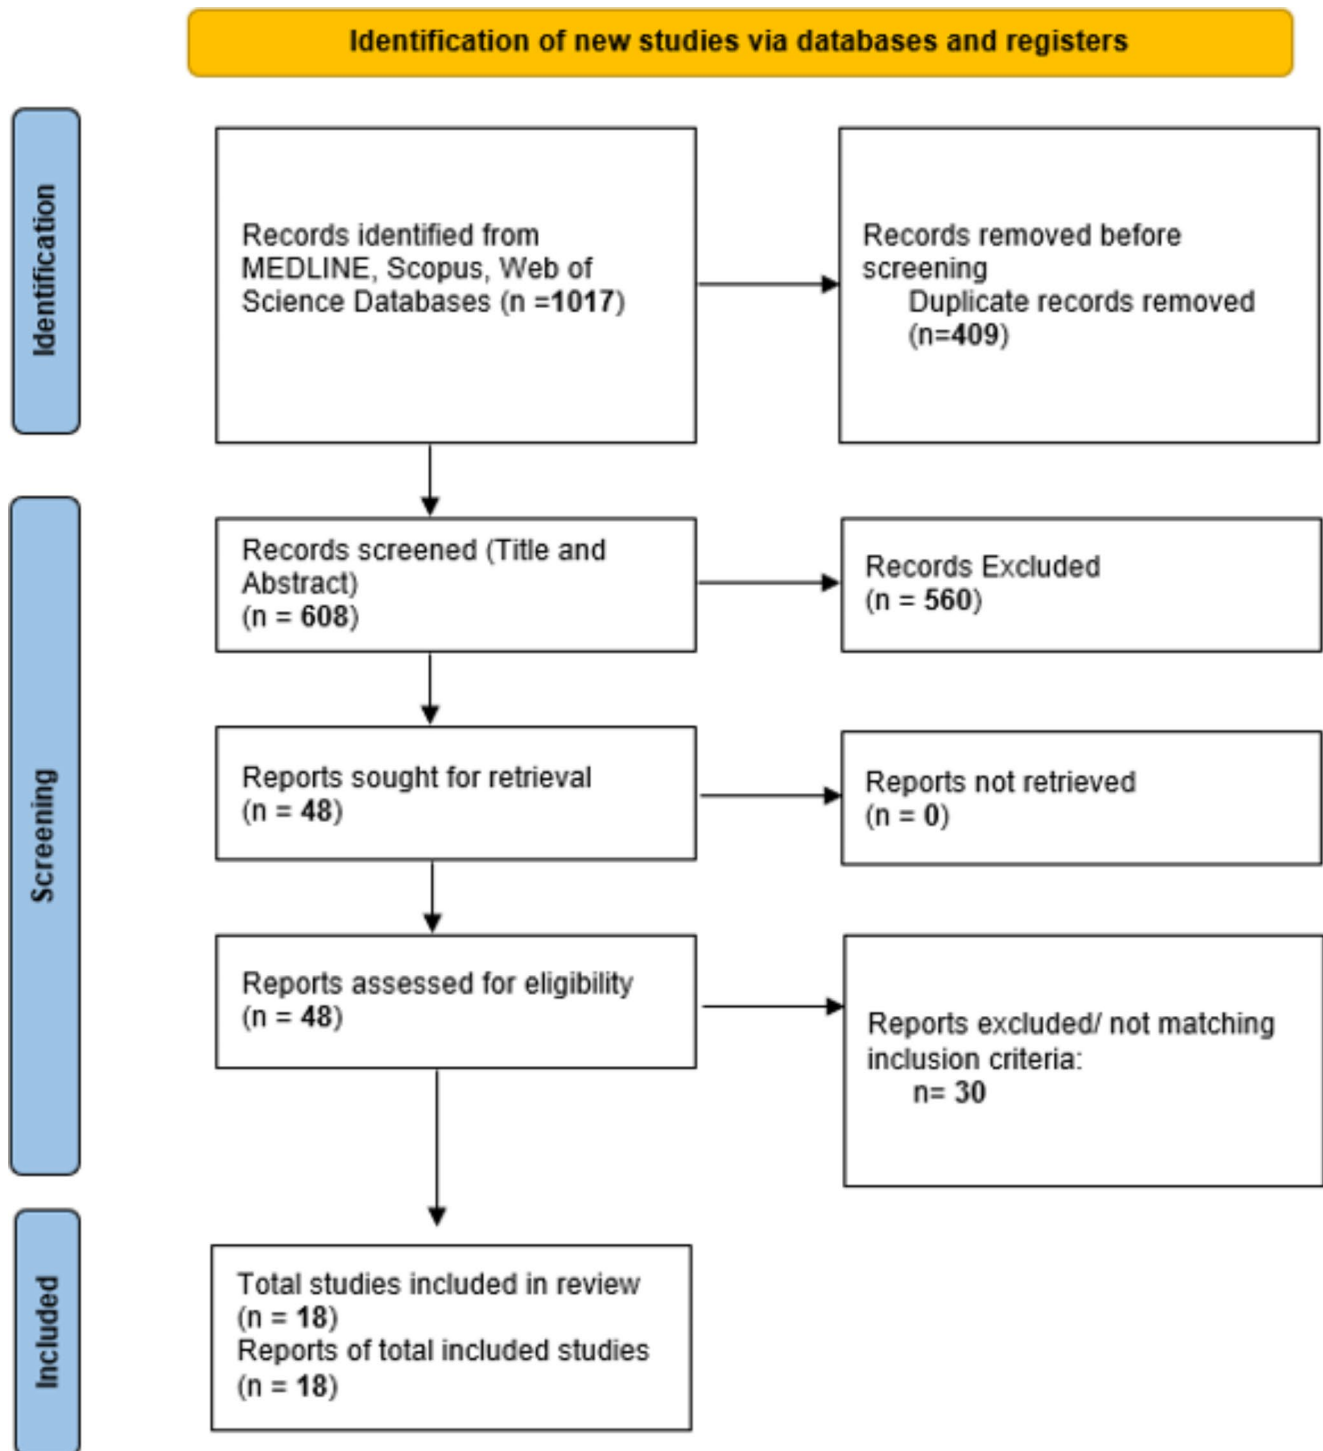 Identification of new studies via databases and registers
Identification
Records identified from
MEDLINE, Scopus, Web of
Science Databases (n =1017)
Records removed before
screening
Duplicate records removed
(n=409)
Screening
Records screened (Title and
Abstract)
(n = 608)
Records Excluded
(n = 560)
Reports sought for retrieval
(n = 48)
Reports not retrieved
(n = 0)
Reports assessed for eligibility
(n = 48)
Reports excluded/ not matching
inclusion criteria:
n= 30
Included
Total studies included in review
(n = 18)
Reports of total included studies
(n = 18)